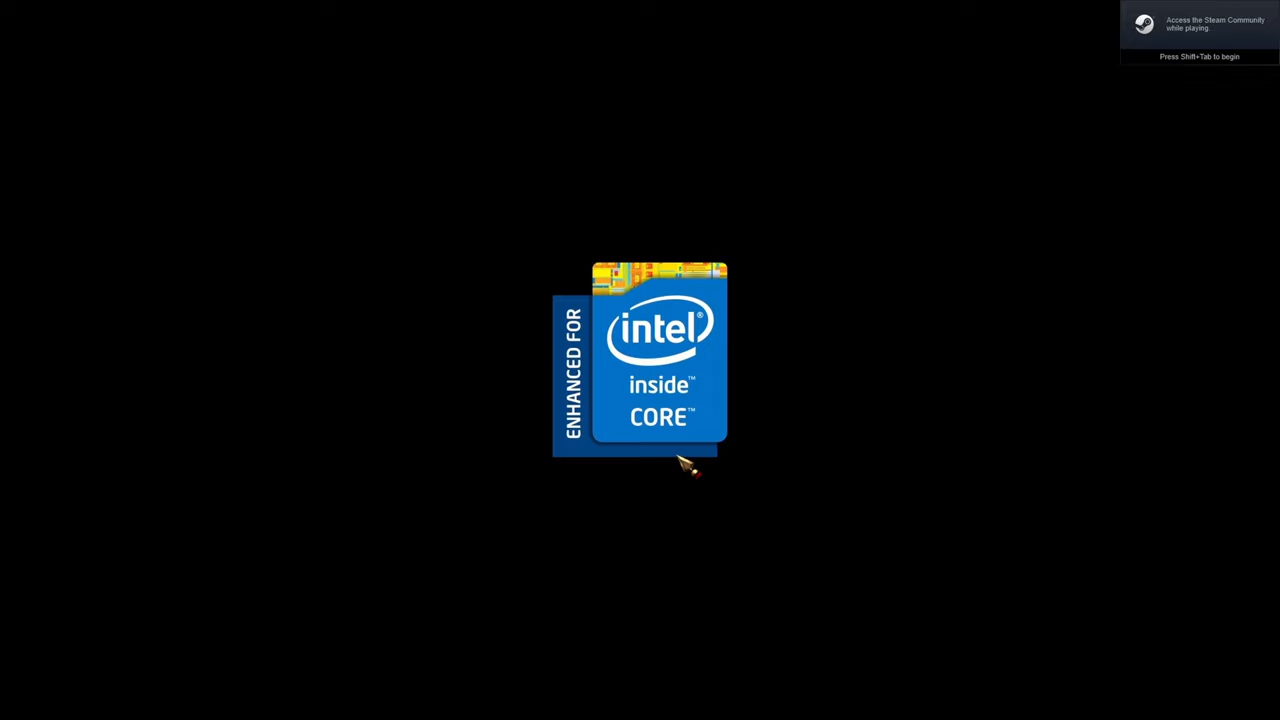 Access the Steam Community
while playing.
Press Shift+Tab to begin
ENHANCED FOR
intel®
inside™
CORE™